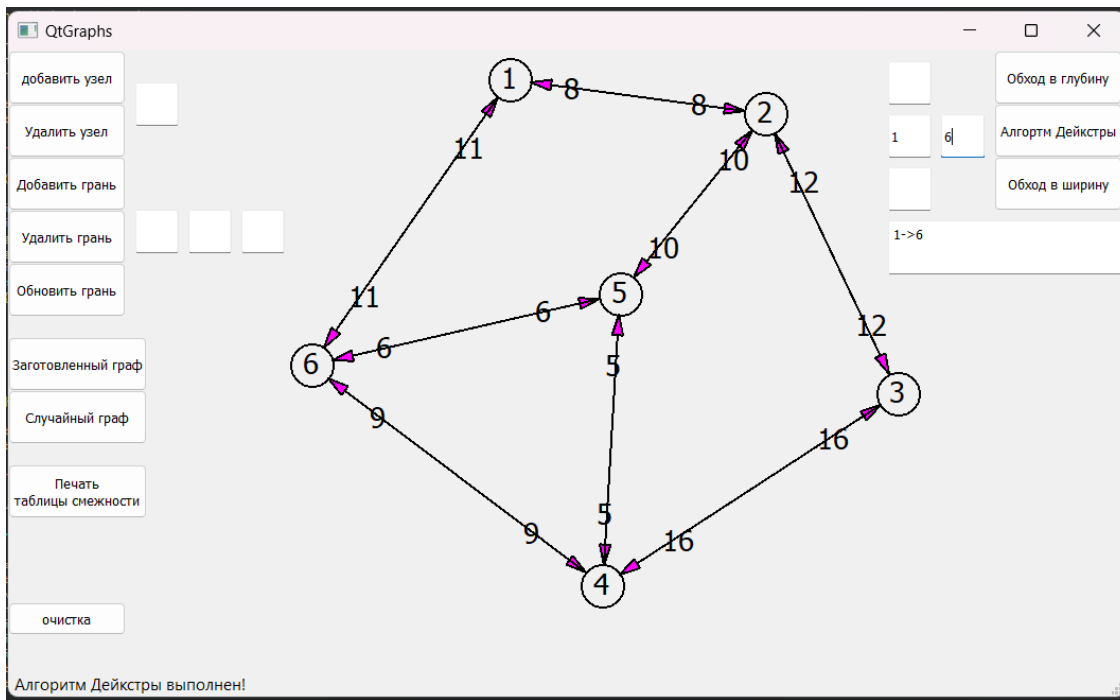 QtGraphs
добавить узел
Удалить узел
Добавить грань
Удалить грань
Обновить грань
Заготовленный граф
Случайный граф
Печать
таблицы смежности
очистка
1
8
8
2
11
10
12
10
11
5
6
6
6
12
5
3
9
16
5
9
16
4
Обход в глубину
1
6
Алгортм Дейкстры
Обход в ширину
1->6
Алгоритм Дейкстры выполнен!